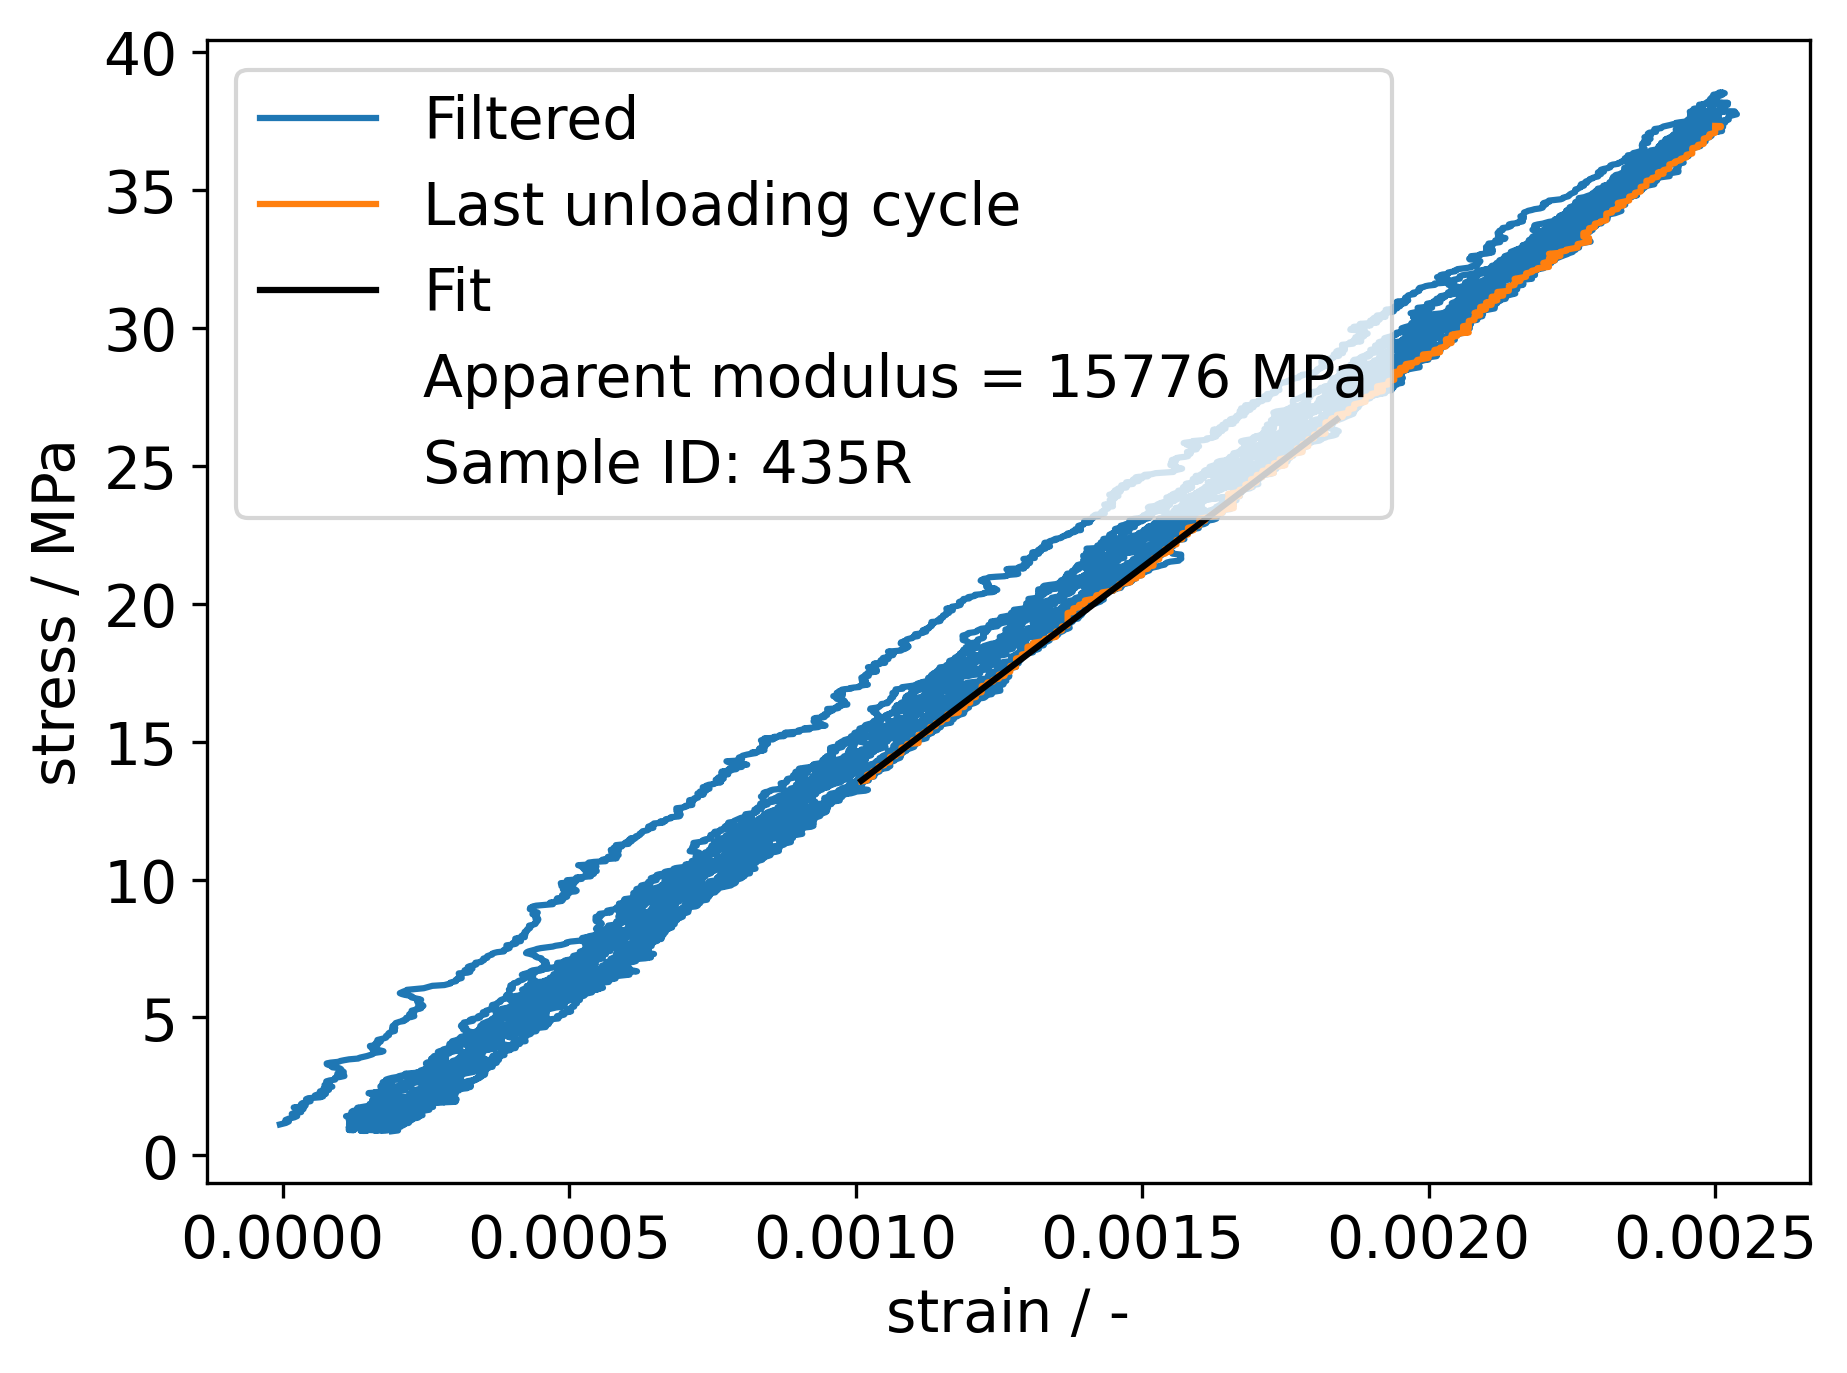 Filtered
Last unloading cycle
Fit
Apparent modulus = 15776 MPa
Sample ID: 435R
stress / MPa
40
35
30
25
20
15
10
5
0
0.0000 0.0005 0.0010 0.0015 0.0020 0.0025
strain / -